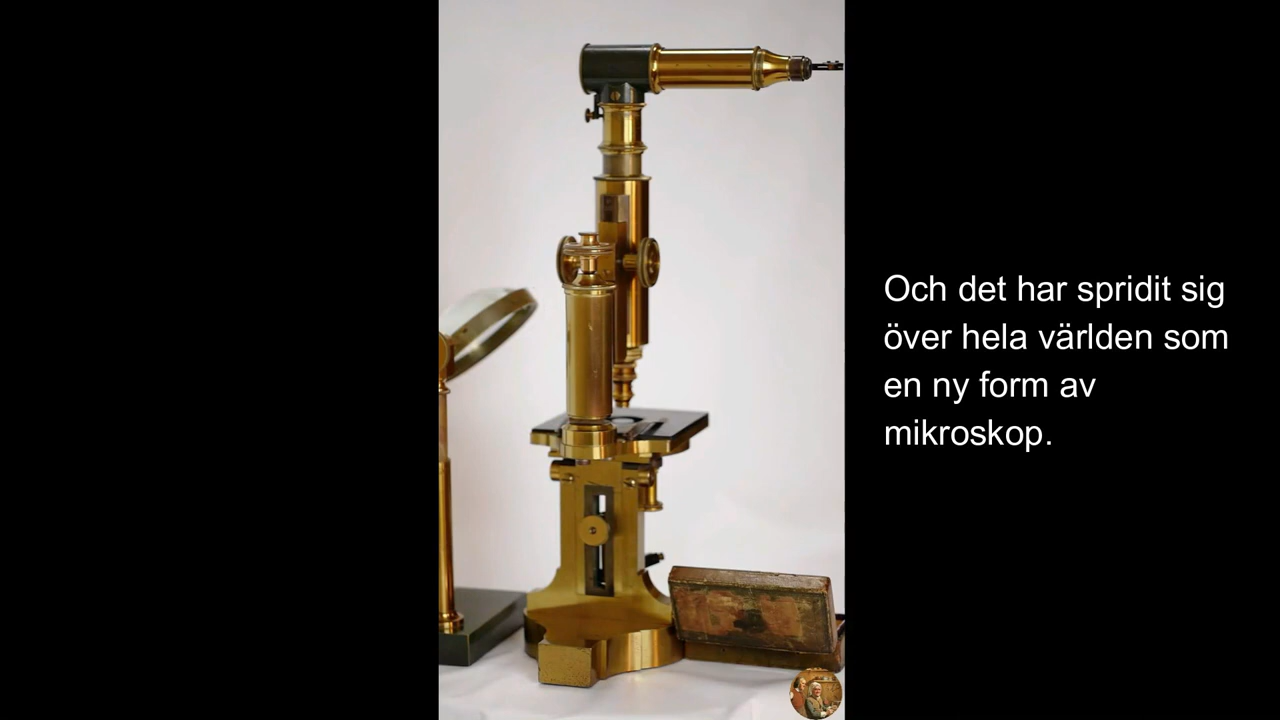 Och det har spridit sig
över hela världen som
en ny form av
mikroskop.